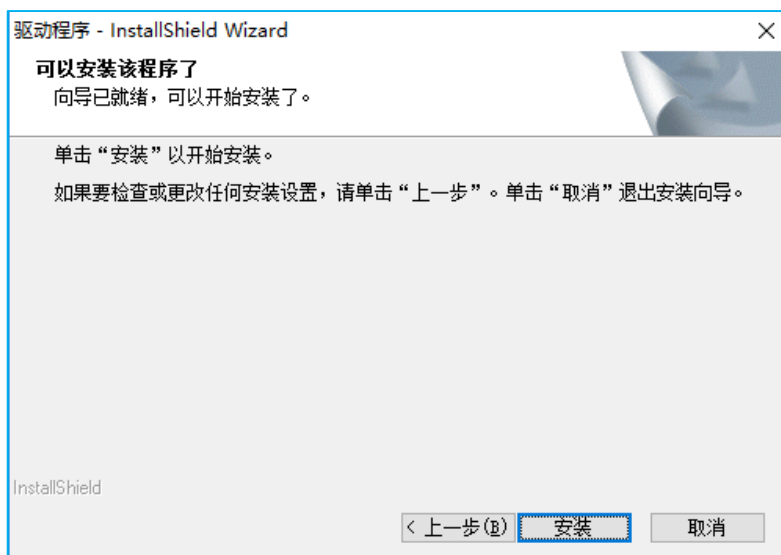 驱动程序 - InstallShield Wizard
可以安装该程序了
向导已就绪，可以开始安装了。
单击“安装”以开始安装。
如果要检查或更改任何安装设置，请单击“上一步”。单击“取消”退出安装向导。
InstallShield
< 上一步(B)
安装
取消